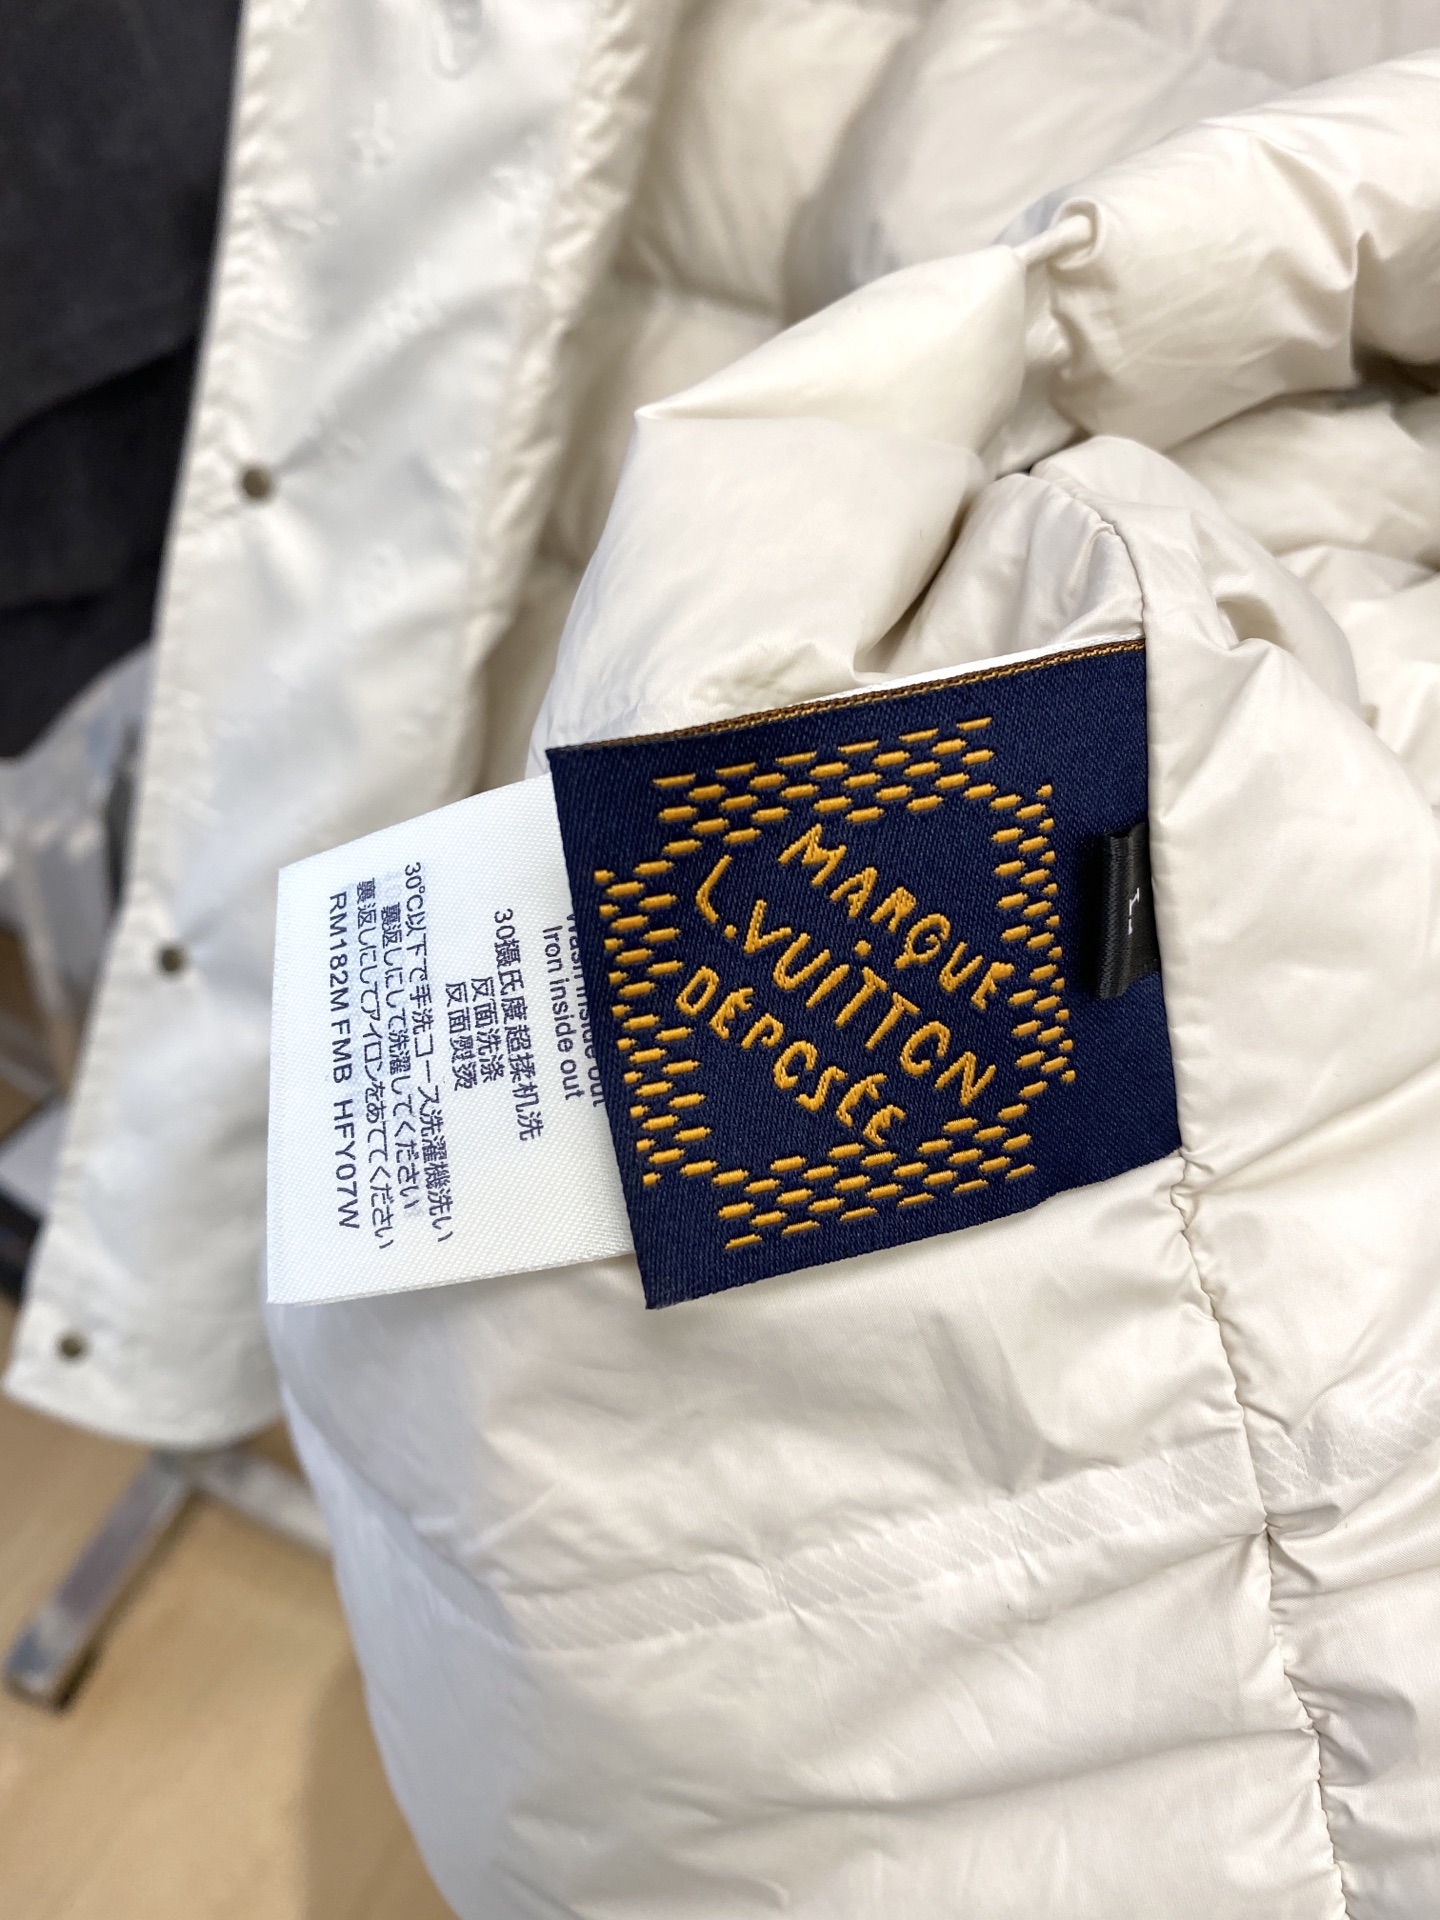 MARQUE
L.VUITTON
DÉPOSÉE
L
Wash inside out
Iron inside out
30摄氏度超揉机洗
反面洗涤
反面熨烫
30℃以下で手洗コース洗濯機洗い
裏返しにして洗濯してください
裏返しにしてアイロンをあててください
RM182M FMB HFY07W